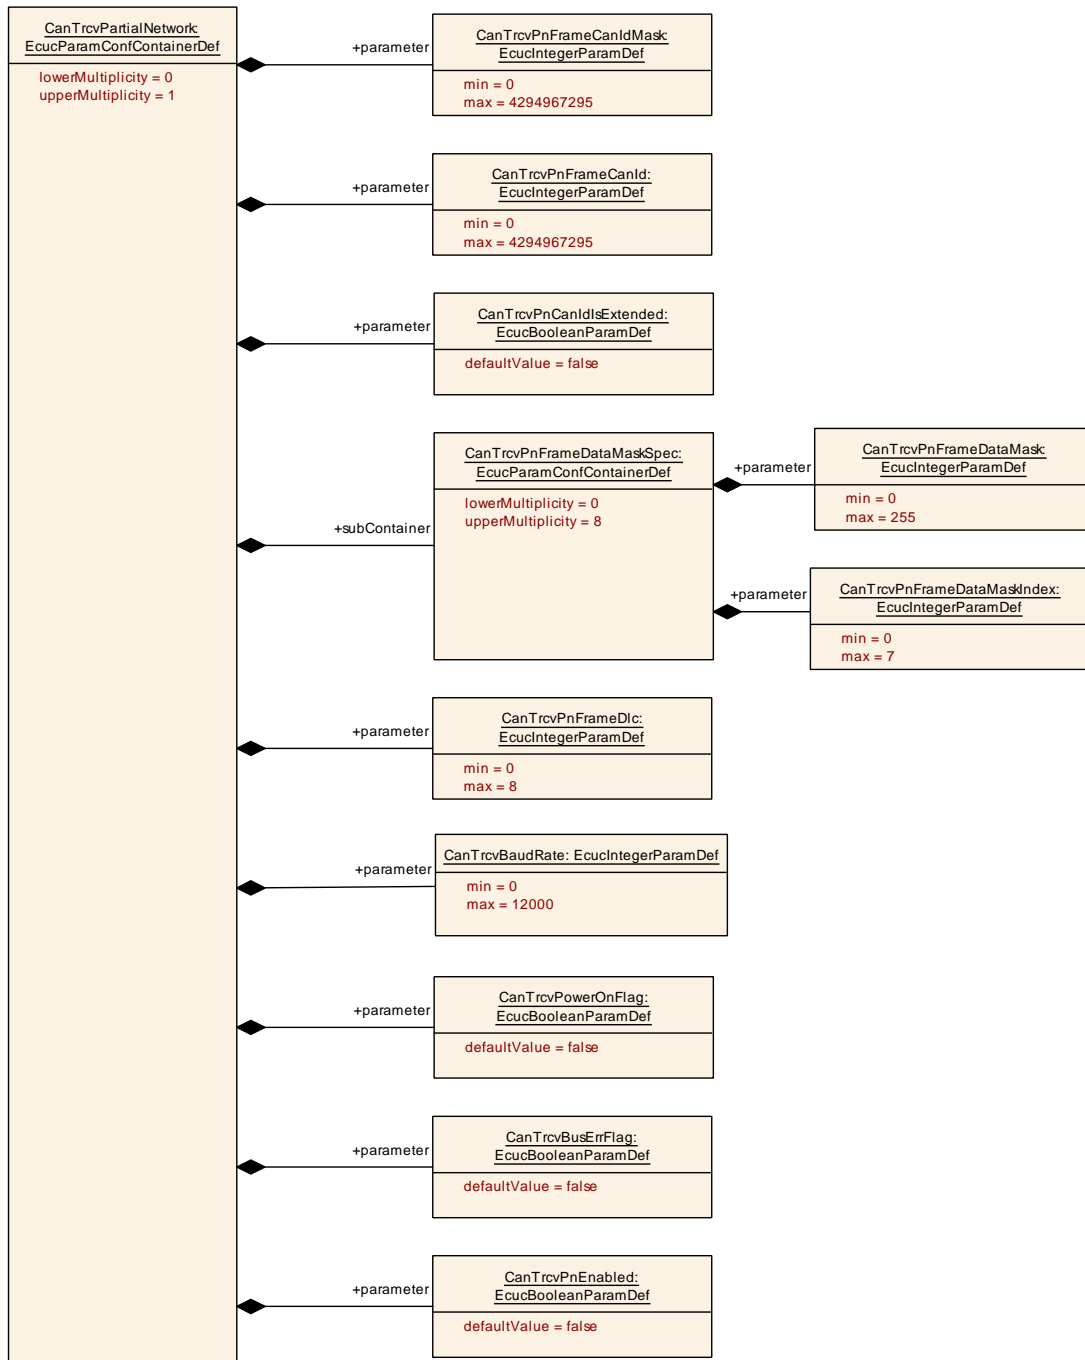 CanTrcvPartialNetwork:
EcucParamConfContainerDef
lowerMultiplicity = 0
upperMultiplicity = 1
+parameter
CanTrcvPnFrameCanIdMask:
EcucIntegerParamDef
min = 0
max = 4294967295
+parameter
CanTrcvPnFrameCanId:
EcucIntegerParamDef
min = 0
max = 4294967295
+parameter
CanTrcvPnCanIdIsExtended:
EcucBooleanParamDef
defaultValue = false
+subContainer
CanTrcvPnFrameDataMaskSpec:
EcucParamConfContainerDef
lowerMultiplicity = 0
upperMultiplicity = 8
+parameter
CanTrcvPnFrameDataMask:
EcucIntegerParamDef
min = 0
max = 255
+parameter
CanTrcvPnFrameDataMaskIndex:
EcucIntegerParamDef
min = 0
max = 7
+parameter
CanTrcvPnFrameDlc:
EcucIntegerParamDef
min = 0
max = 8
+parameter
CanTrcvBaudRate: EcucIntegerParamDef
min = 0
max = 12000
+parameter
CanTrcvPowerOnFlag:
EcucBooleanParamDef
defaultValue = false
+parameter
CanTrcvBusErrFlag:
EcucBooleanParamDef
defaultValue = false
+parameter
CanTrcvPnEnabled:
EcucBooleanParamDef
defaultValue = false